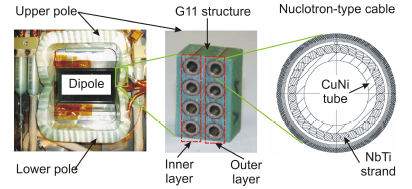 Upper pole
G11 structure
Nuclotron-type cable
Dipole
CuNi
tube
Lower pole
Inner
layer
Outer
layer
NbTi
strand